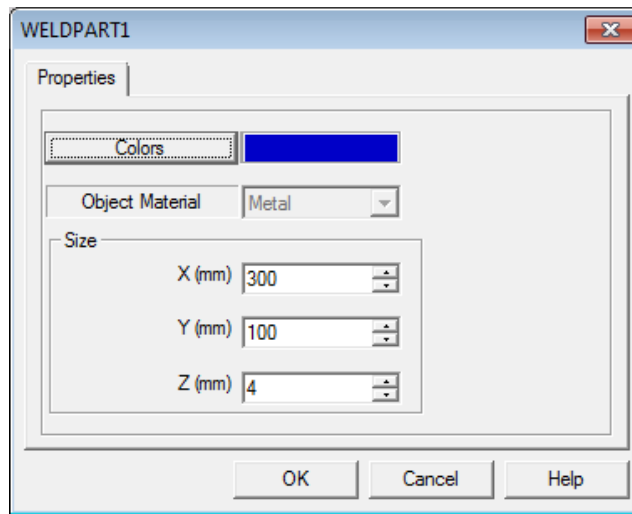 WELDPART1
Properties
Colors
Object Material Metal
Size
X (mm) 300
Y (mm) 100
Z (mm) 4
OK Cancel Help